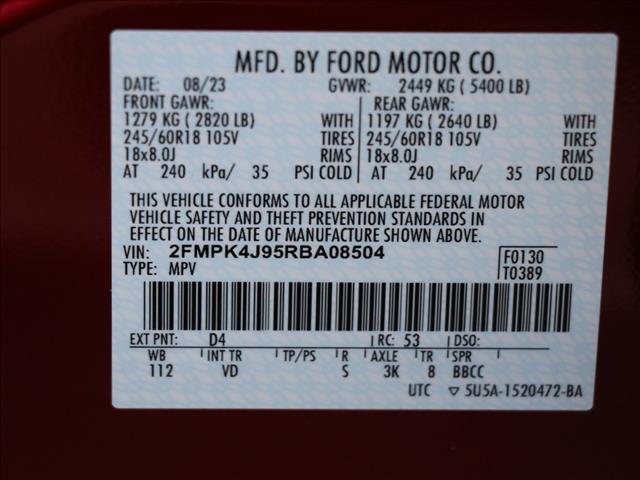 MFD. BY FORD MOTOR CO.
DATE: 08/23 GVWR: 2449 KG ( 5400 LB)
FRONT GAWR: REAR GAWR:
1279 KG ( 2820 LB) WITH 1197 KG ( 2640 LB) WITH
245/60R18 105V TIRES 245/60R18 105V TIRES
18x8.0J RIMS 18x8.0J RIMS
AT 240 kPa/ 35 PSI COLD AT 240 kPa/ 35 PSI COLD
THIS VEHICLE CONFORMS TO ALL APPLICABLE FEDERAL MOTOR
VEHICLE SAFETY AND THEFT PREVENTION STANDARDS IN
EFFECT ON THE DATE OF MANUFACTURE SHOWN ABOVE.
VIN: 2FMPK4J95RBA08504 F0130
TYPE: MPV T0389
EXT PNT: D4 RC: 53 DSO:
WB INT TR TP/PS R AXLE TR SPR
112 VD S 3K 8 BBCC
UTC ▽ 5U5A-1520472-BA